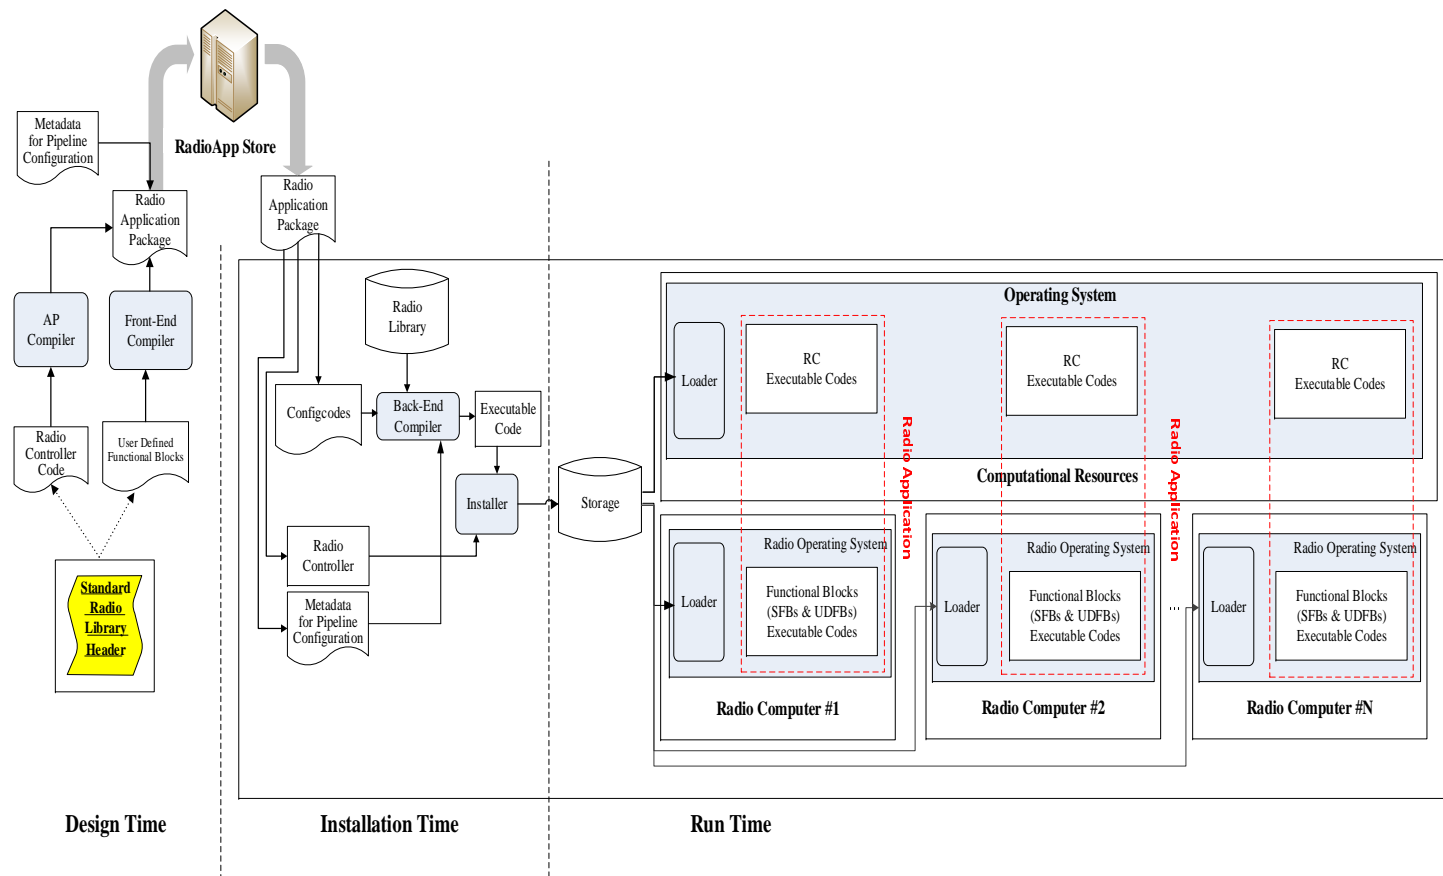 RadioApp Store
Metadata
for Pipeline
Configuration
Radio
Application
Package
AP
Compiler
Front-End
Compiler
Radio
Controller
Code
User Defined
Functional Blocks
Standard
Radio
Library
Header
Design Time
Radio
Application
Package
Radio
Library
Configcodes
Back-End
Compiler
Executable
Code
Installer
Radio
Controller
Metadata
for Pipeline
Configuration
Installation Time
Storage
Operating System
Loader
RC
Executable Codes
RC
Executable Codes
RC
Executable Codes
Computational Resources
Radio Application
Radio Application
Radio Operating System
Loader
Functional Blocks
(SFBs & UDFBs)
Executable Codes
Radio Computer #1
Radio Operating System
Loader
Functional Blocks
(SFBs & UDFBs)
Executable Codes
Radio Computer #2
...
Radio Operating System
Loader
Functional Blocks
(SFBs & UDFBs)
Executable Codes
Radio Computer #N
Run Time